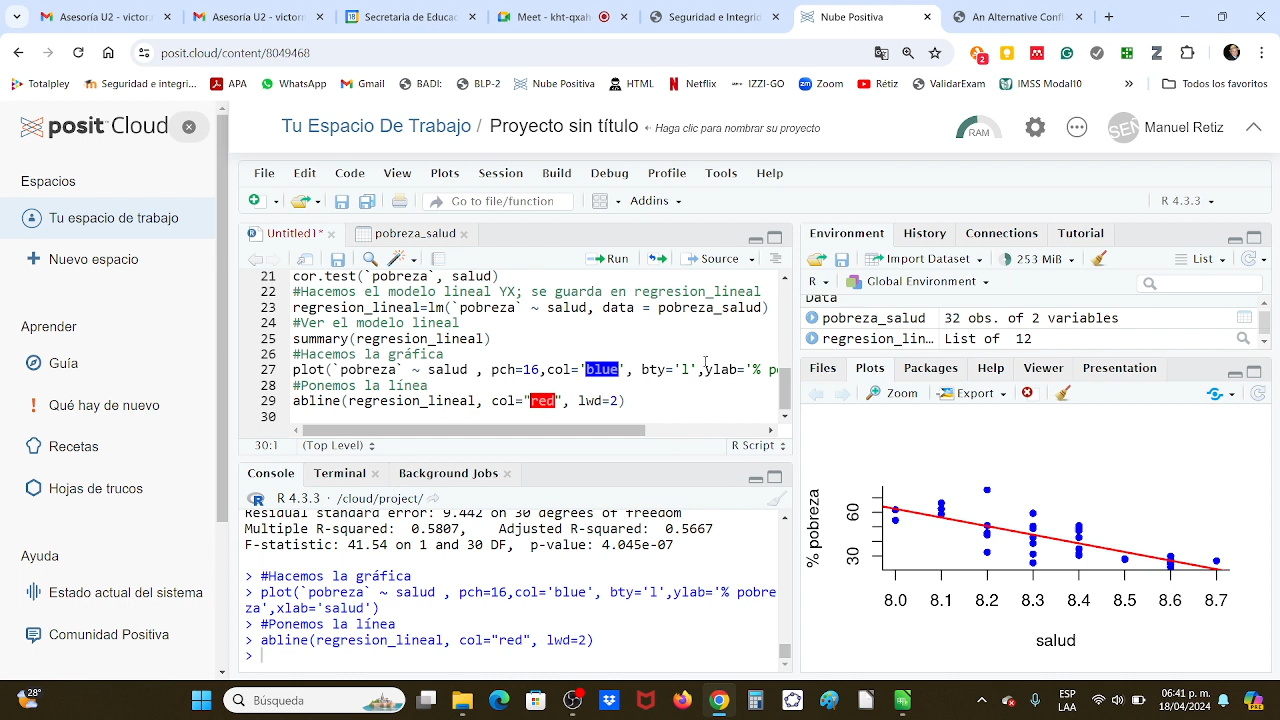 Asesoría U2 - victorr
Asesoría U2 - victorr
Secretaria de Educac
Meet - kht-qxah
Seguridad e Integrid
Nube Positiva
An Alternative Confl
posit.cloud/content/8049468
2
Totalpley
Seguridad e integri...
APA
WhatsApp
Gmail
BADI:
BLP-2
Nube Positiva
HTML
Netflix
IZZI-GO
Zoom
Rétiz
ValidarExam
IMSS Modal10
Todos los favoritos
posit Cloud
Tu Espacio De Trabajo / Proyecto sin título
Haga clic para nombrar su proyecto
RAM
Manuel Retiz
Espacios
Tu espacio de trabajo
Nuevo espacio
Aprender
Guía
Qué hay de nuevo
Recetas
Hojas de trucos
Ayuda
Estado actual del sistema
Comunidad Positiva
File Edit Code View Plots Session Build Debug Profile Tools Help
Go to file/function
Addins
R 4.3.3
Untitled1*
pobreza_salud
Run
Source
21 cor.test(`pobreza`, salud)
22 #Hacemos el modelo lineal YX; se guarda en regresion_lineal
23 regresion_lineal=lm(`pobreza` ~ salud, data = pobreza_salud)
24 #Ver el modelo lineal
25 summary(regresion_lineal)
26 #Hacemos la gráfica
27 plot(`pobreza` ~ salud , pch=16,col='blue', bty='l',ylab='% po
28 #Ponemos la línea
29 abline(regresion_lineal, col="red", lwd=2)
30
30:1 (Top Level) R Script
Console Terminal Background Jobs
R 4.3.3 · /cloud/project/
Residual standard error: 9.442 on 30 degrees of freedom
Multiple R-squared: 0.5807, Adjusted R-squared: 0.5667
F-statistic: 41.54 on 1 and 30 DF, p-value: 4.045e-07
> #Hacemos la gráfica
> plot(`pobreza` ~ salud , pch=16,col='blue', bty='l',ylab='% pobre
za',xlab='salud')
> #Ponemos la línea
> abline(regresion_lineal, col="red", lwd=2)
>
Environment History Connections Tutorial
Import Dataset
253 MiB
List
R
Global Environment
Data
pobreza_salud 32 obs. of 2 variables
regresion_lin… List of 12
Files Plots Packages Help Viewer Presentation
Zoom
Export
% pobreza
60
30
8.0 8.1 8.2 8.3 8.4 8.5 8.6 8.7
salud
28°
Búsqueda
ESP
LAA
06:41 p. m.
18/04/2024